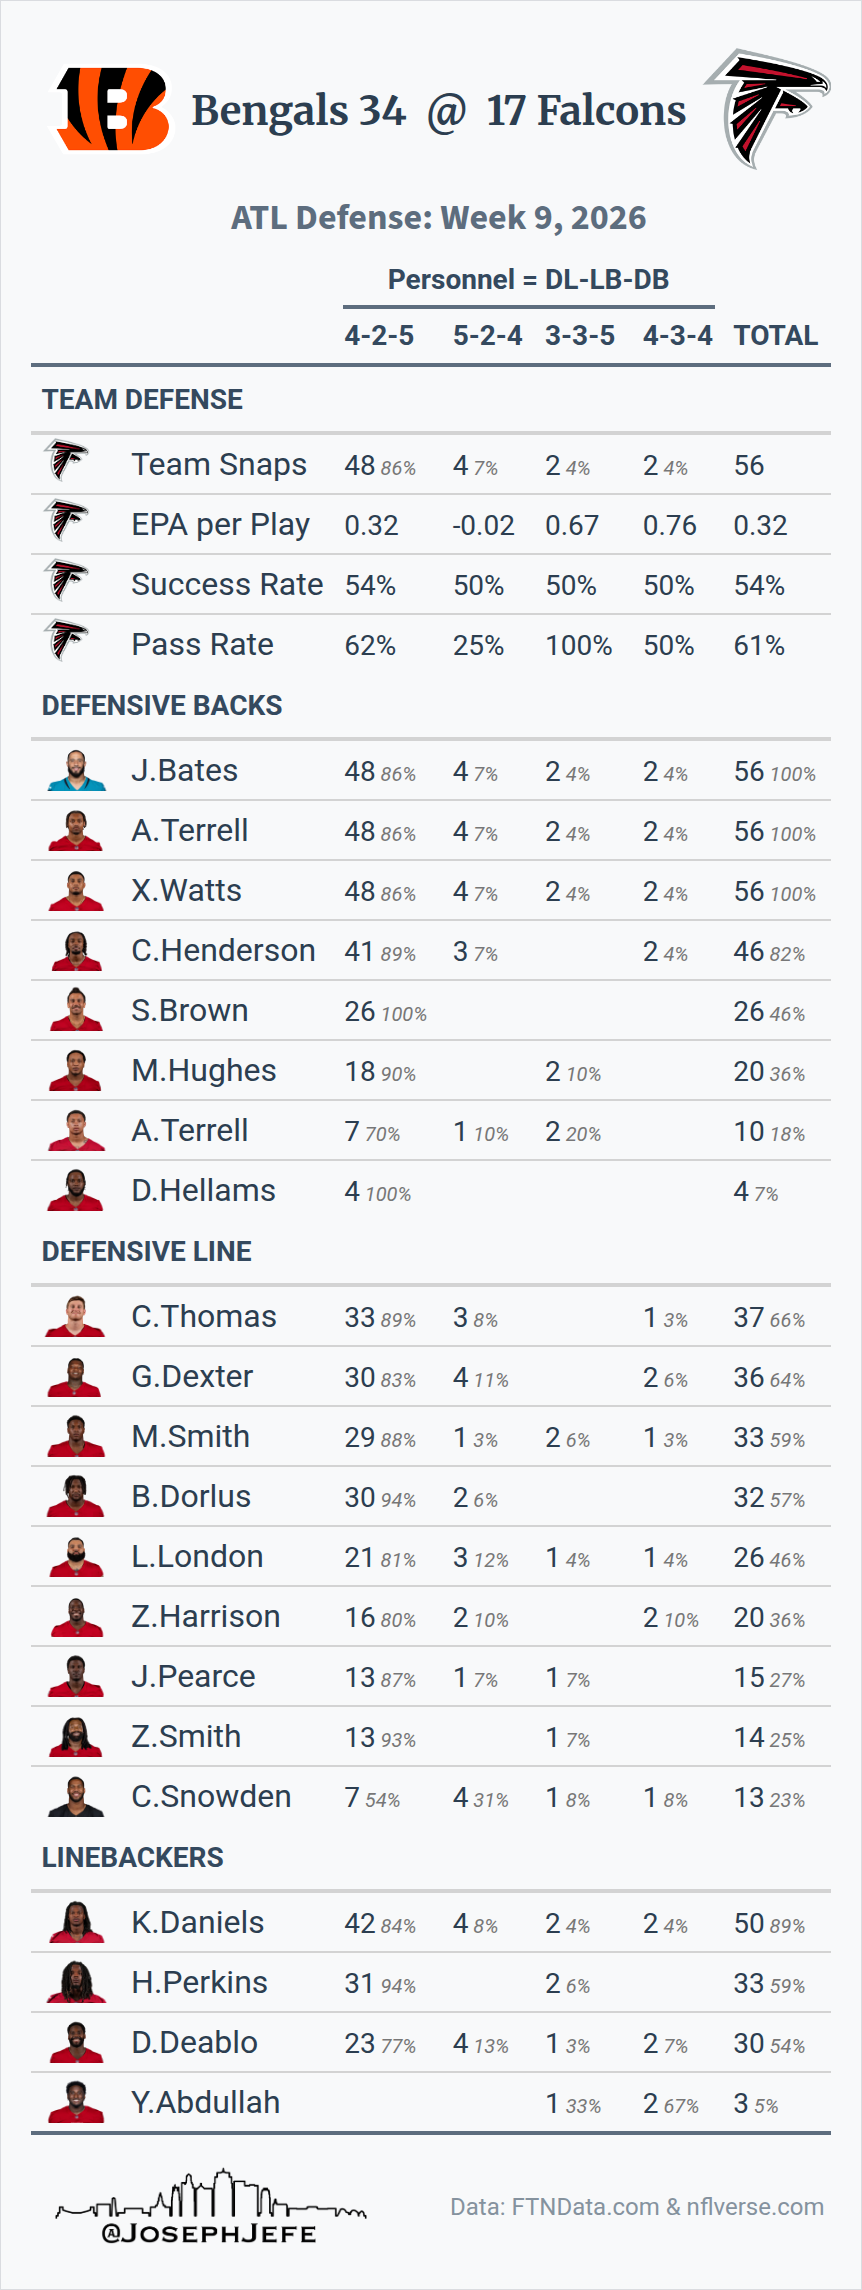 Bengals 34 @ 17 Falcons
ATL Defense: Week 9, 2026
Personnel = DL-LB-DB
4-2-5 5-2-4 3-3-5 4-3-4 TOTAL
TEAM DEFENSE
Team Snaps 48 86% 4 7% 2 4% 2 4% 56
EPA per Play 0.32 -0.02 0.67 0.76 0.32
Success Rate 54% 50% 50% 50% 54%
Pass Rate 62% 25% 100% 50% 61%
DEFENSIVE BACKS
J.Bates 48 86% 4 7% 2 4% 2 4% 56 100%
A.Terrell 48 86% 4 7% 2 4% 2 4% 56 100%
X.Watts 48 86% 4 7% 2 4% 2 4% 56 100%
C.Henderson 41 89% 3 7% 2 4% 46 82%
S.Brown 26 100% 26 46%
M.Hughes 18 90% 2 10% 20 36%
A.Terrell 7 70% 1 10% 2 20% 10 18%
D.Hellams 4 100% 4 7%
DEFENSIVE LINE
C.Thomas 33 89% 3 8% 1 3% 37 66%
G.Dexter 30 83% 4 11% 2 6% 36 64%
M.Smith 29 88% 1 3% 2 6% 1 3% 33 59%
B.Dorlus 30 94% 2 6% 32 57%
L.London 21 81% 3 12% 1 4% 1 4% 26 46%
Z.Harrison 16 80% 2 10% 2 10% 20 36%
J.Pearce 13 87% 1 7% 1 7% 15 27%
Z.Smith 13 93% 1 7% 14 25%
C.Snowden 7 54% 4 31% 1 8% 1 8% 13 23%
LINEBACKERS
K.Daniels 42 84% 4 8% 2 4% 2 4% 50 89%
H.Perkins 31 94% 2 6% 33 59%
D.Deablo 23 77% 4 13% 1 3% 2 7% 30 54%
Y.Abdullah 1 33% 2 67% 3 5%
@JOSEPHJEFE
Data: FTNData.com & nflverse.com